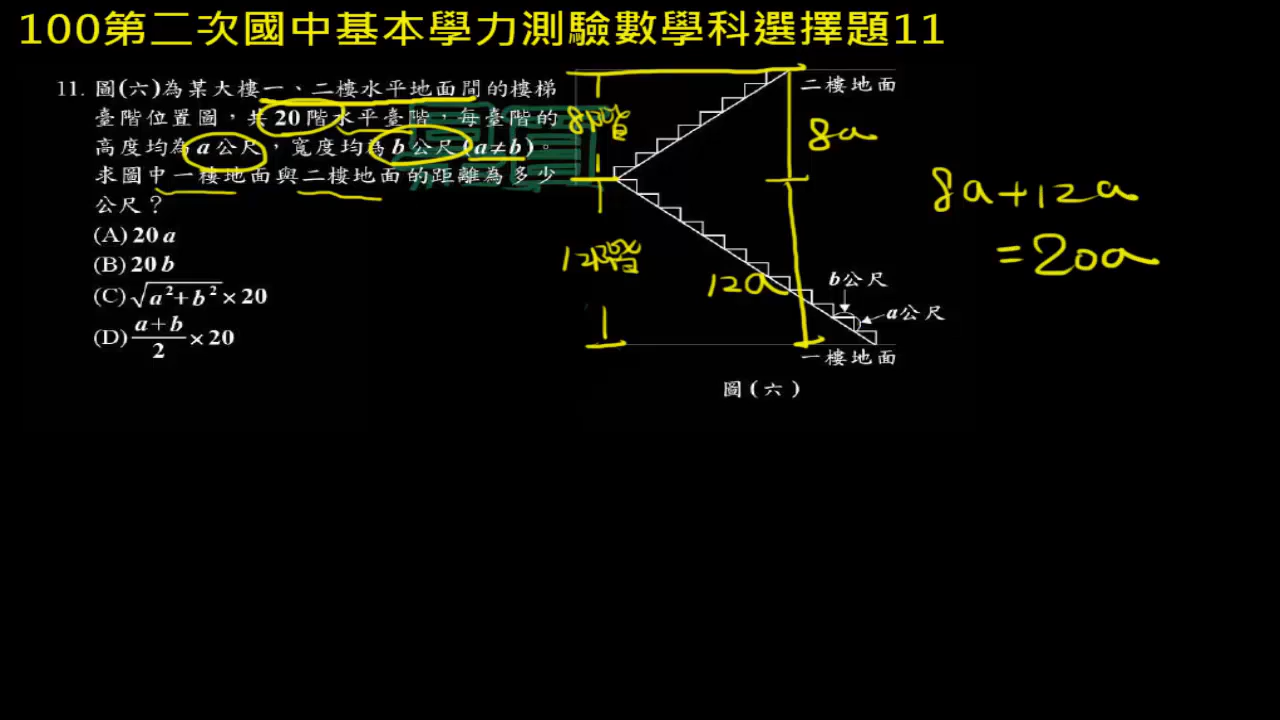 100第二次國中基本學力測驗數學科選擇題11
11. 圖(六)為某大樓一、二樓水平地面間的樓梯
臺階位置圖，共 20 階水平臺階，每臺階的
高度均為 a 公尺，寬度均為 b 公尺 (a≠b)。
求圖中一樓地面與二樓地面的距離為多少
公尺？
(A) 20 a
(B) 20 b
(C) √(a²+b²) × 20
(D) (a+b)/2 × 20
二樓地面
8階
8a
8a+12a
=20a
12階
12a
b公尺
a公尺
一樓地面
圖(六)